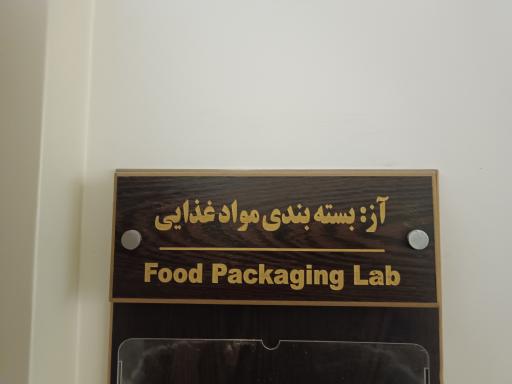 آز: بسته بندی مواد غذایی
Food Packaging Lab